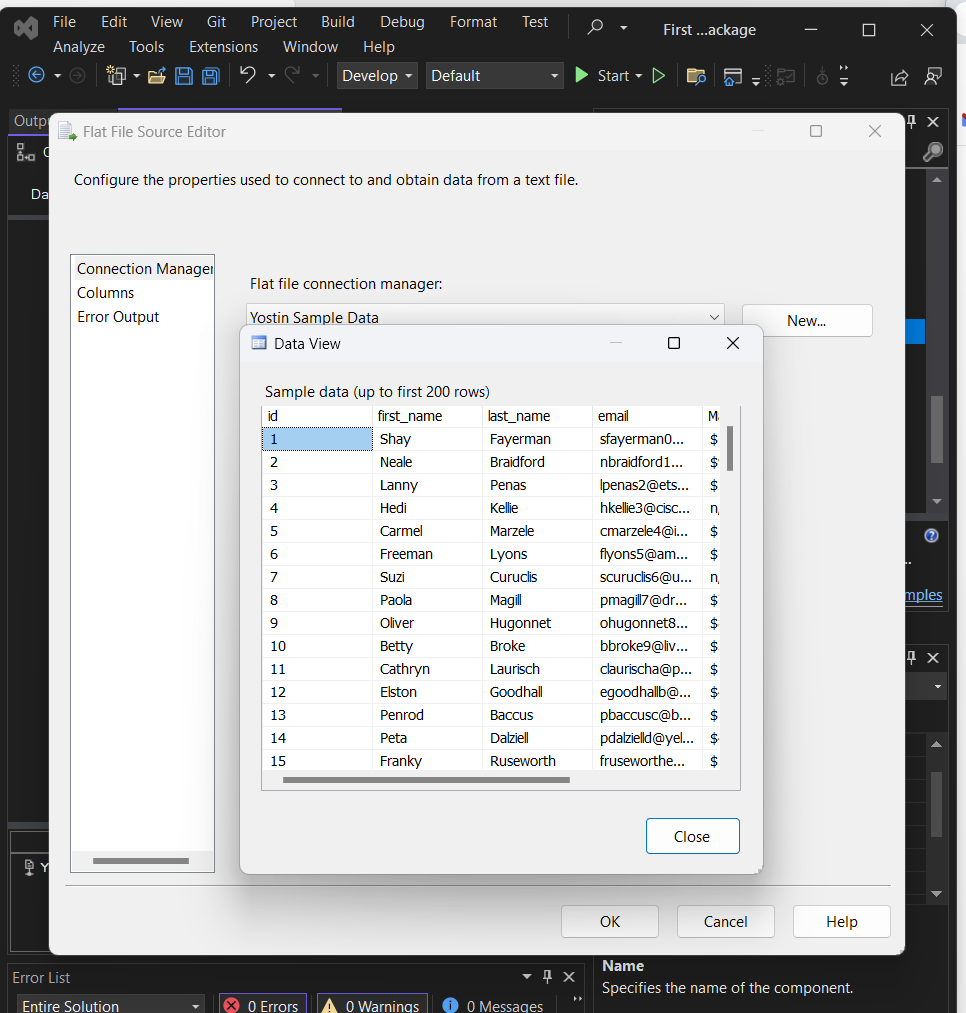 File Edit View Git Project Build Debug Format Test First ...ackage
Analyze Tools Extensions Window Help
Develop Default Start
Outpu
Flat File Source Editor
Configure the properties used to connect to and obtain data from a text file.
Da
Connection Manager
Columns
Error Output
Flat file connection manager:
Yostin Sample Data New...
Data View
Sample data (up to first 200 rows)
id first_name last_name email
1 Shay Fayerman sfayerman0... $
2 Neale Braidford nbraidford1... $
3 Lanny Penas lpenas2@ets... $
4 Hedi Kellie hkellie3@cisc... n
5 Carmel Marzele cmarzele4@i... $
6 Freeman Lyons flyons5@am... $
7 Suzi Curuclis scuruclis6@u... n
8 Paola Magill pmagill7@dr... $
9 Oliver Hugonnet ohugonnet8... $
10 Betty Broke bbroke9@liv... $
11 Cathryn Laurisch claurischa@p... $
12 Elston Goodhall egoodhallb@... $
13 Penrod Baccus pbaccusc@b... $
14 Peta Dalziell pdalzielld@yel... $
15 Franky Ruseworth fruseworthe... $
mples
Close
Y
OK Cancel Help
Name
Specifies the name of the component.
Error List
Entire Solution 0 Errors 0 Warnings 0 Messages